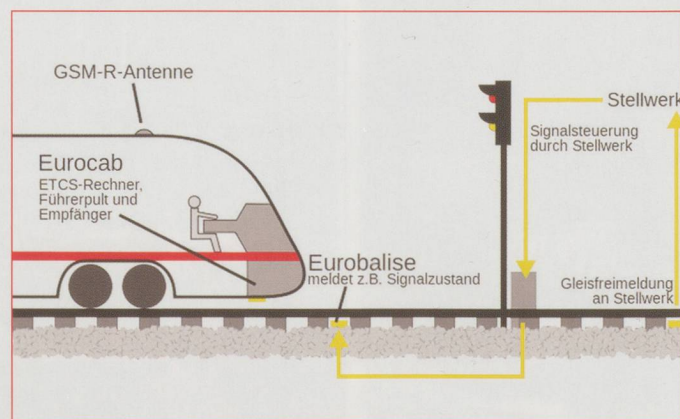 GSM-R-Antenne
Eurocab
ETCS-Rechner,
Führerpult und
Empfänger
Eurobalise
meldet z.B. Signalzustand
Stellwerk
Signalsteuerung
durch Stellwerk
Gleisfreimeldung
an Stellwerk